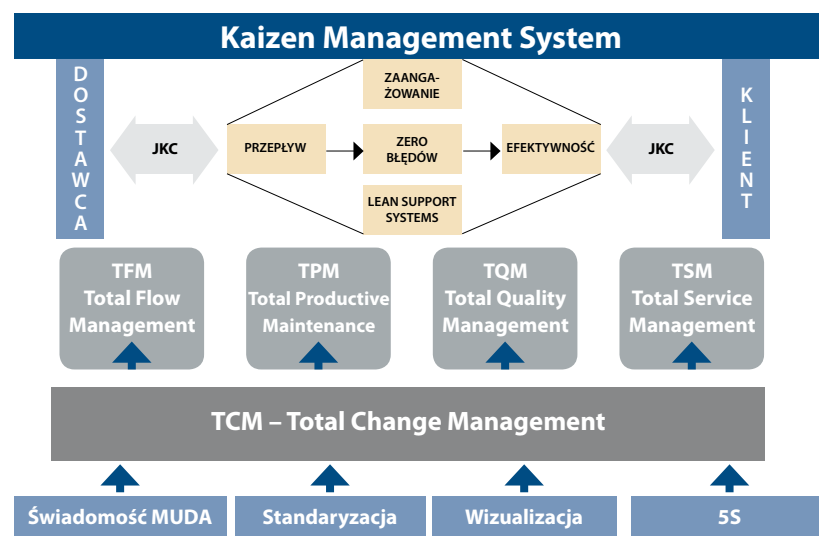 Kaizen Management System
DOSTAWCA
ZAANGA-
ŻOWANIE
KLIENT
JKC
PRZEPŁYW
ZERO
BŁĘDÓW
EFEKTYWNOŚĆ
JKC
LEAN SUPPORT
SYSTEMS
TFM
Total Flow
Management
TPM
Total Productive
Maintenance
TQM
Total Quality
Management
TSM
Total Service
Management
TCM – Total Change Management
Świadomość MUDA
Standaryzacja
Wizualizacja
5S